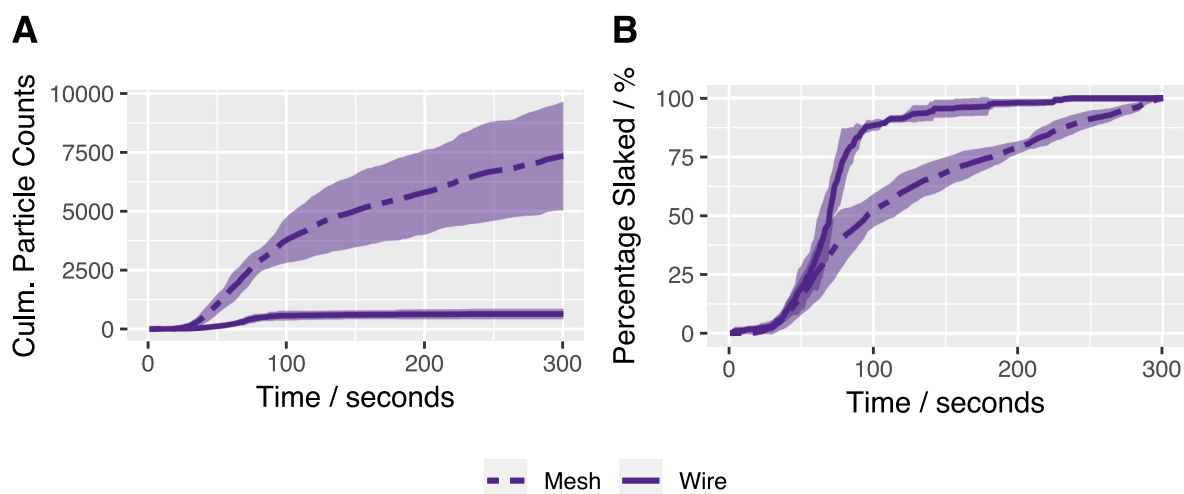 A
Culm. Particle Counts
10000
7500
5000
2500
0
0 100 200 300
Time / seconds
B
Percentage Slaked / %
100
75
50
25
0
0 100 200 300
Time / seconds
Mesh Wire